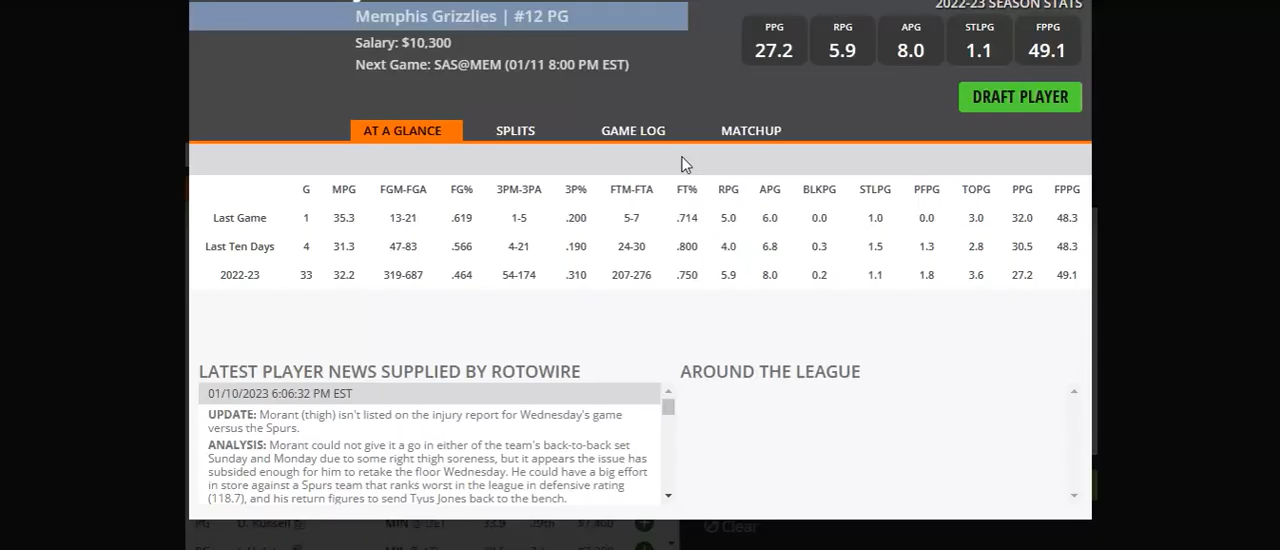 2022-23 SEASON STATS
Memphis Grizzlies | #12 PG
Salary: $10,300
Next Game: SAS@MEM (01/11 8:00 PM EST)
PPG RPG APG STLPG FPPG
27.2 5.9 8.0 1.1 49.1
DRAFT PLAYER
AT A GLANCE SPLITS GAME LOG MATCHUP
G MPG FGM-FGA FG% 3PM-3PA 3P% FTM-FTA FT% RPG APG BLKPG STLPG PFPG TOPG PPG FPPG
Last Game 1 35.3 13-21 .619 1-5 .200 5-7 .714 5.0 6.0 0.0 1.0 0.0 3.0 32.0 48.3
Last Ten Days 4 31.3 47-83 .566 4-21 .190 24-30 .800 4.0 6.8 0.3 1.5 1.3 2.8 30.5 48.3
2022-23 33 32.2 319-687 .464 54-174 .310 207-276 .750 5.9 8.0 0.2 1.1 1.8 3.6 27.2 49.1
LATEST PLAYER NEWS SUPPLIED BY ROTOWIRE
01/10/2023 6:06:32 PM EST
UPDATE: Morant (thigh) isn't listed on the injury report for Wednesday's game
versus the Spurs.
ANALYSIS: Morant could not give it a go in either of the team's back-to-back set
Sunday and Monday due to some right thigh soreness, but it appears the issue has
subsided enough for him to retake the floor Wednesday. He could have a big effort
in store against a Spurs team that ranks worst in the league in defensive rating
(118.7), and his return figures to send Tyus Jones back to the bench.
AROUND THE LEAGUE
Clear